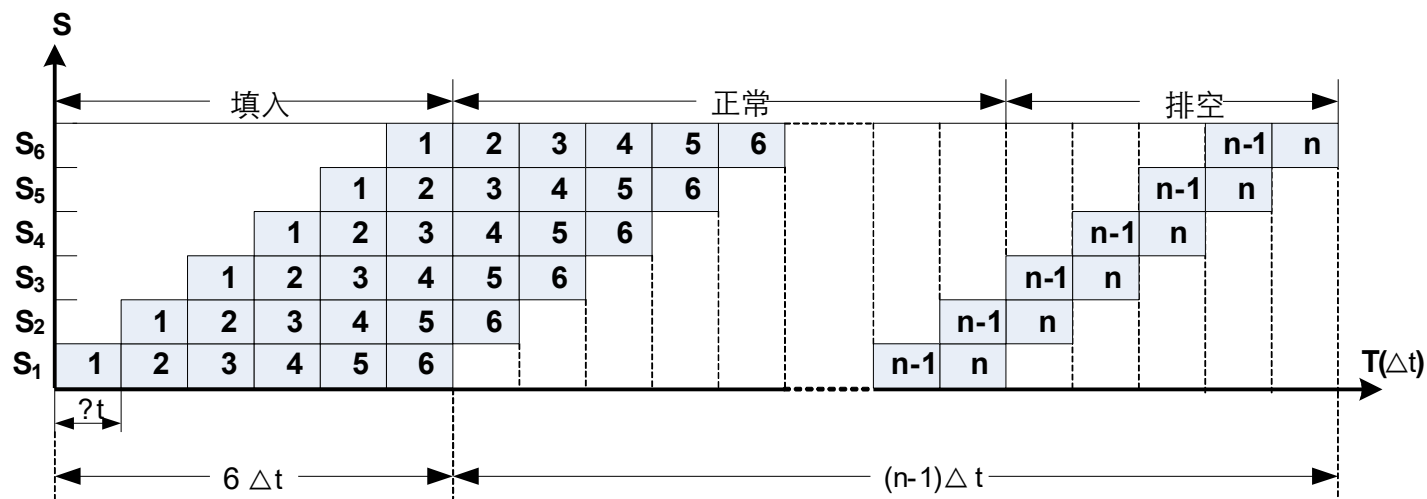 S
填入 正常 排空
S6 1 2 3 4 5 6 n-1 n
S5 1 2 3 4 5 6 n-1 n
S4 1 2 3 4 5 6 n-1 n
S3 1 2 3 4 5 6 n-1 n
S2 1 2 3 4 5 6 n-1 n
S1 1 2 3 4 5 6 n-1 n
T(△t)
?t
6 △t (n-1)△t